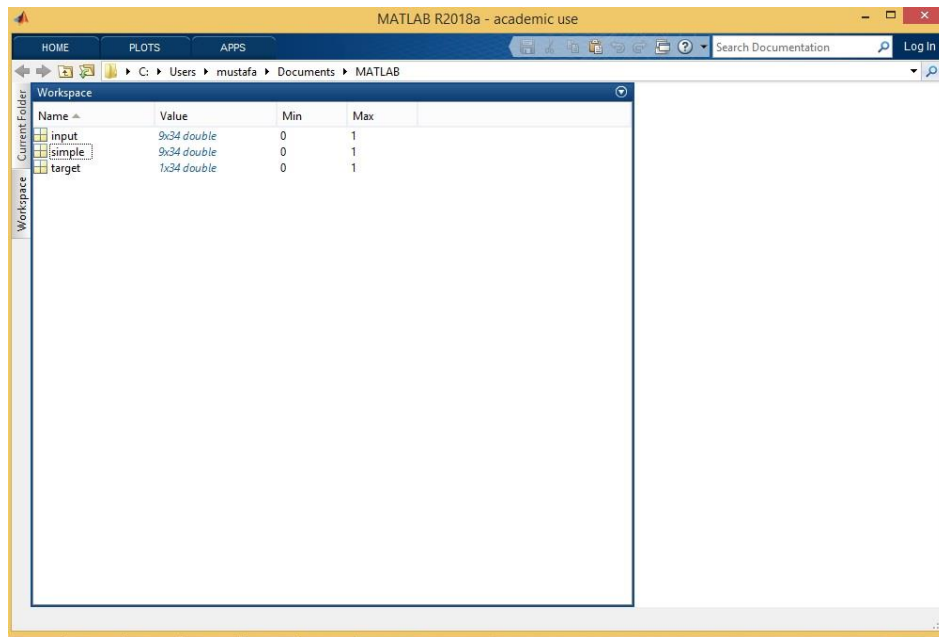 MATLAB R2018a - academic use
HOME PLOTS APPS Search Documentation Log In
C: Users mustafa Documents MATLAB
Current Folder
Workspace
Workspace
Name Value Min Max
input 9x34 double 0 1
simple 9x34 double 0 1
target 1x34 double 0 1